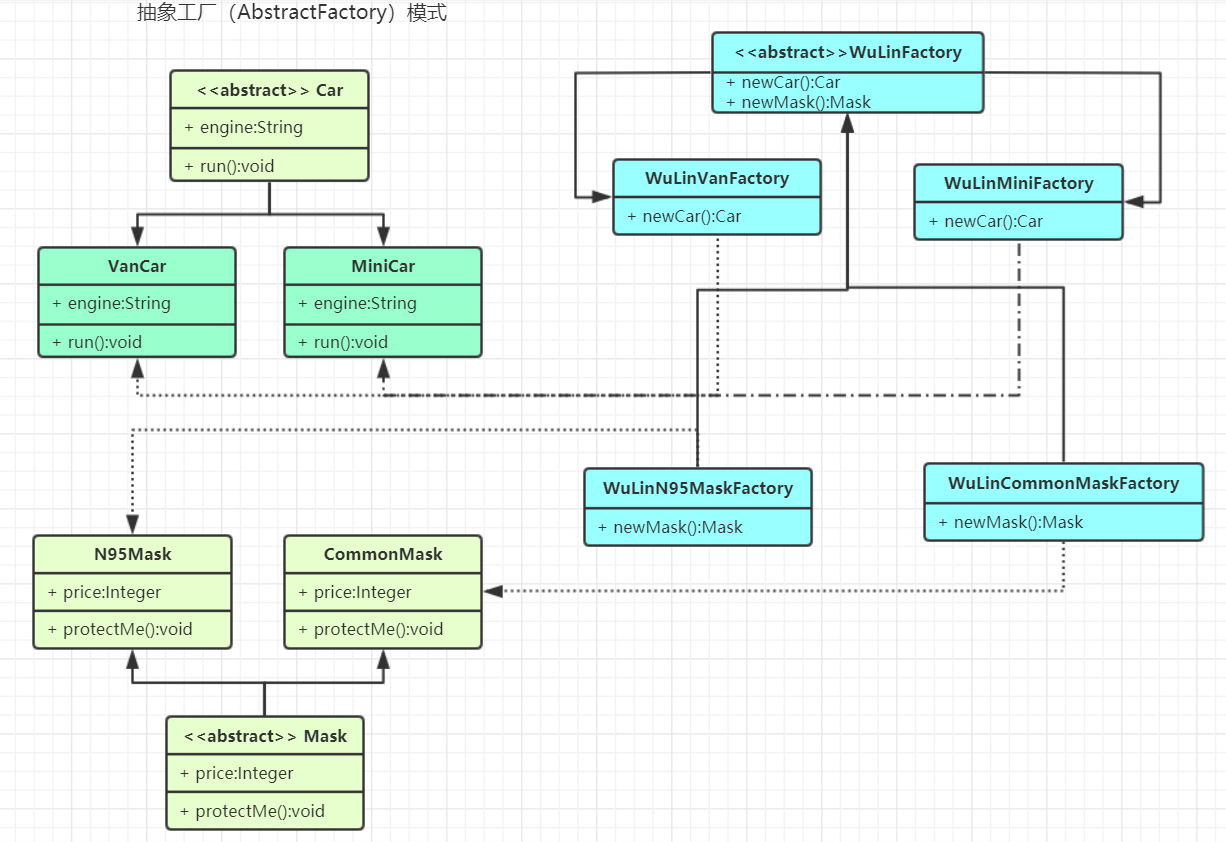 抽象工厂（AbstractFactory）模式
<<abstract>> Car
+ engine:String
+ run():void
VanCar
+ engine:String
+ run():void
MiniCar
+ engine:String
+ run():void
<<abstract>>WuLinFactory
+ newCar():Car
+ newMask():Mask
WuLinVanFactory
+ newCar():Car
WuLinMiniFactory
+ newCar():Car
WuLinN95MaskFactory
+ newMask():Mask
WuLinCommonMaskFactory
+ newMask():Mask
N95Mask
+ price:Integer
+ protectMe():void
CommonMask
+ price:Integer
+ protectMe():void
<<abstract>> Mask
+ price:Integer
+ protectMe():void